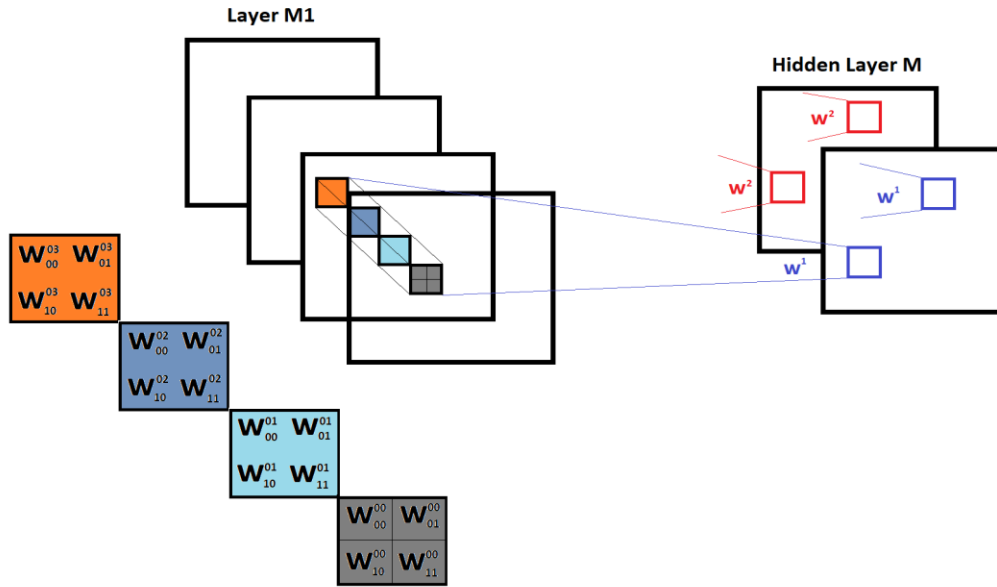 Layer M1
Hidden Layer M
w²
w²
w¹
w¹
W⁰³₀₀ W⁰³₀₁
W⁰³₁₀ W⁰³₁₁
W⁰²₀₀ W⁰²₀₁
W⁰²₁₀ W⁰²₁₁
W⁰¹₀₀ W⁰¹₀₁
W⁰¹₁₀ W⁰¹₁₁
W⁰⁰₀₀ W⁰⁰₀₁
W⁰⁰₁₀ W⁰⁰₁₁